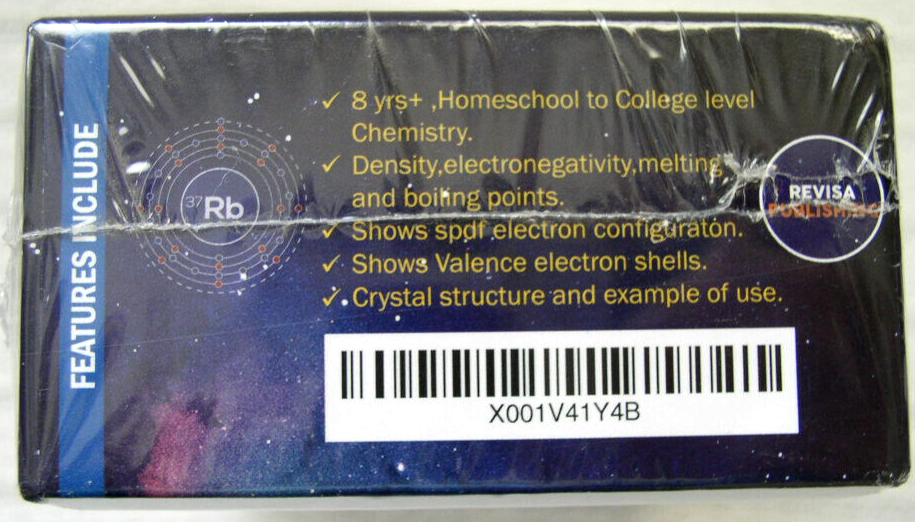 FEATURES INCLUDE
37Rb
✓ 8 yrs+ ,Homeschool to College level
Chemistry.
✓ Density,electronegativity,melting
and boiling points.
✓ Shows spdf electron configuraton.
✓ Shows Valence electron shells.
✓ Crystal structure and example of use.
REVISA
PUBLISHING
X001V41Y4B